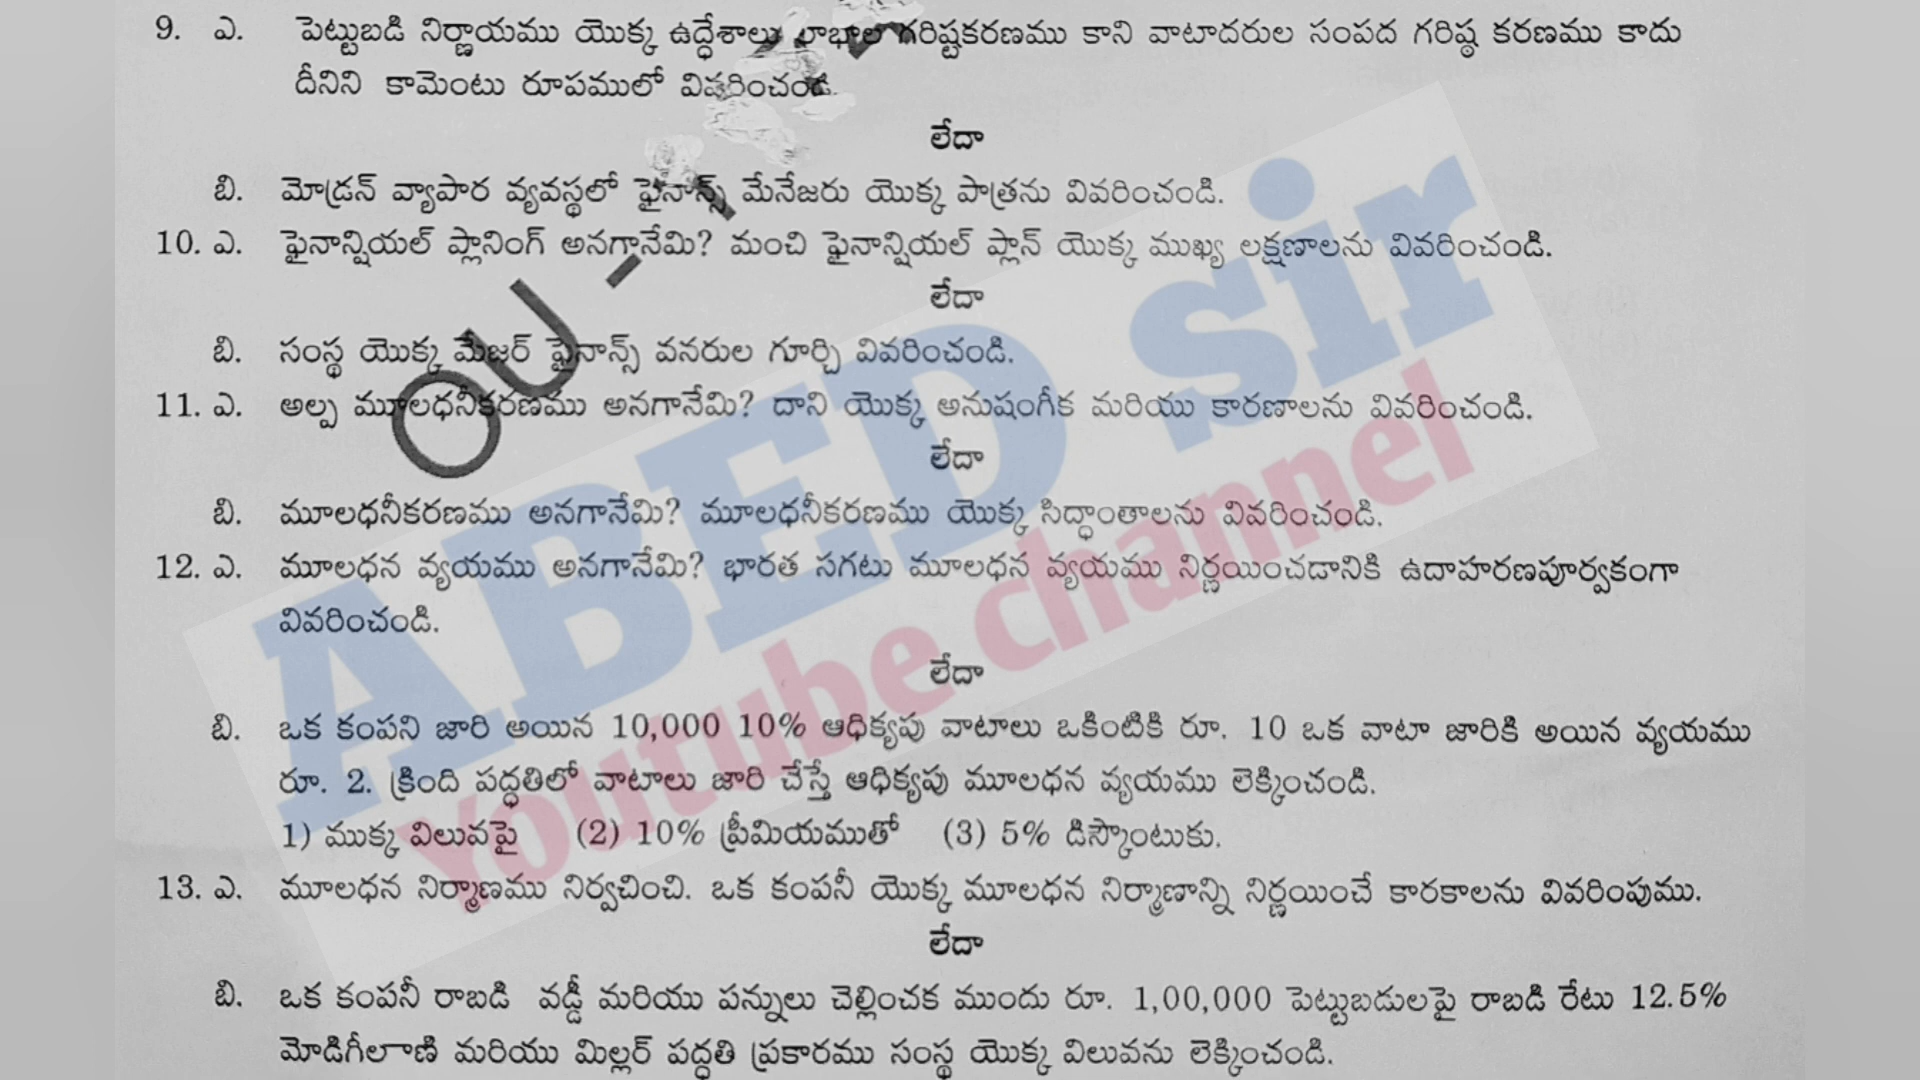 9. ఎ. పెట్టుబడి నిర్ణాయము యొక్క ఉద్ధేశాలు లాభాల గరిష్టకరణము కాని వాటాదరుల సంపద గరిష్ఠ కరణము కాదు
దీనిని కామెంటు రూపములో వివరించండి.
లేదా
బి. మోడ్రన్ వ్యాపార వ్యవస్థలో ఫైనాన్స్ మేనేజరు యొక్క పాత్రను వివరించండి.
10. ఎ. ఫైనాన్షియల్ ప్లానింగ్ అనగానేమి? మంచి ఫైనాన్షియల్ ప్లాన్ యొక్క ముఖ్య లక్షణాలను వివరించండి.
లేదా
బి. సంస్థ యొక్క మేజర్ ఫైనాన్స్ వనరుల గూర్చి వివరించండి.
11. ఎ. అల్ప మూలధనీకరణము అనగానేమి? దాని యొక్క అనుషంగీక మరియు కారణాలను వివరించండి.
లేదా
బి. మూలధనీకరణము అనగానేమి? మూలధనీకరణము యొక్క సిద్ధాంతాలను వివరించండి.
12. ఎ. మూలధన వ్యయము అనగానేమి? భారత సగటు మూలధన వ్యయము నిర్ణయించడానికి ఉదాహరణపూర్వకంగా
వివరించండి.
లేదా
బి. ఒక కంపని జారి అయిన 10,000 10% ఆధిక్యపు వాటాలు ఒకింటికి రూ. 10 ఒక వాటా జారికి అయిన వ్యయము
రూ. 2. క్రింది పద్ధతిలో వాటాలు జారి చేస్తే ఆధిక్యపు మూలధన వ్యయము లెక్కించండి.
1) ముక్క విలువపై (2) 10% ప్రీమియముతో (3) 5% డిస్కౌంటుకు.
13. ఎ. మూలధన నిర్మాణము నిర్వచించి. ఒక కంపనీ యొక్క మూలధన నిర్మాణాన్ని నిర్ణయించే కారకాలను వివరింపుము.
లేదా
బి. ఒక కంపనీ రాబడి వడ్డీ మరియు పన్నులు చెల్లించక ముందు రూ. 1,00,000 పెట్టుబడులపై రాబడి రేటు 12.5%
మోడిగీలాణి మరియు మిల్లర్ పద్ధతి ప్రకారము సంస్థ యొక్క విలువను లెక్కించండి.
OU -
ABED sir
Youtube channel